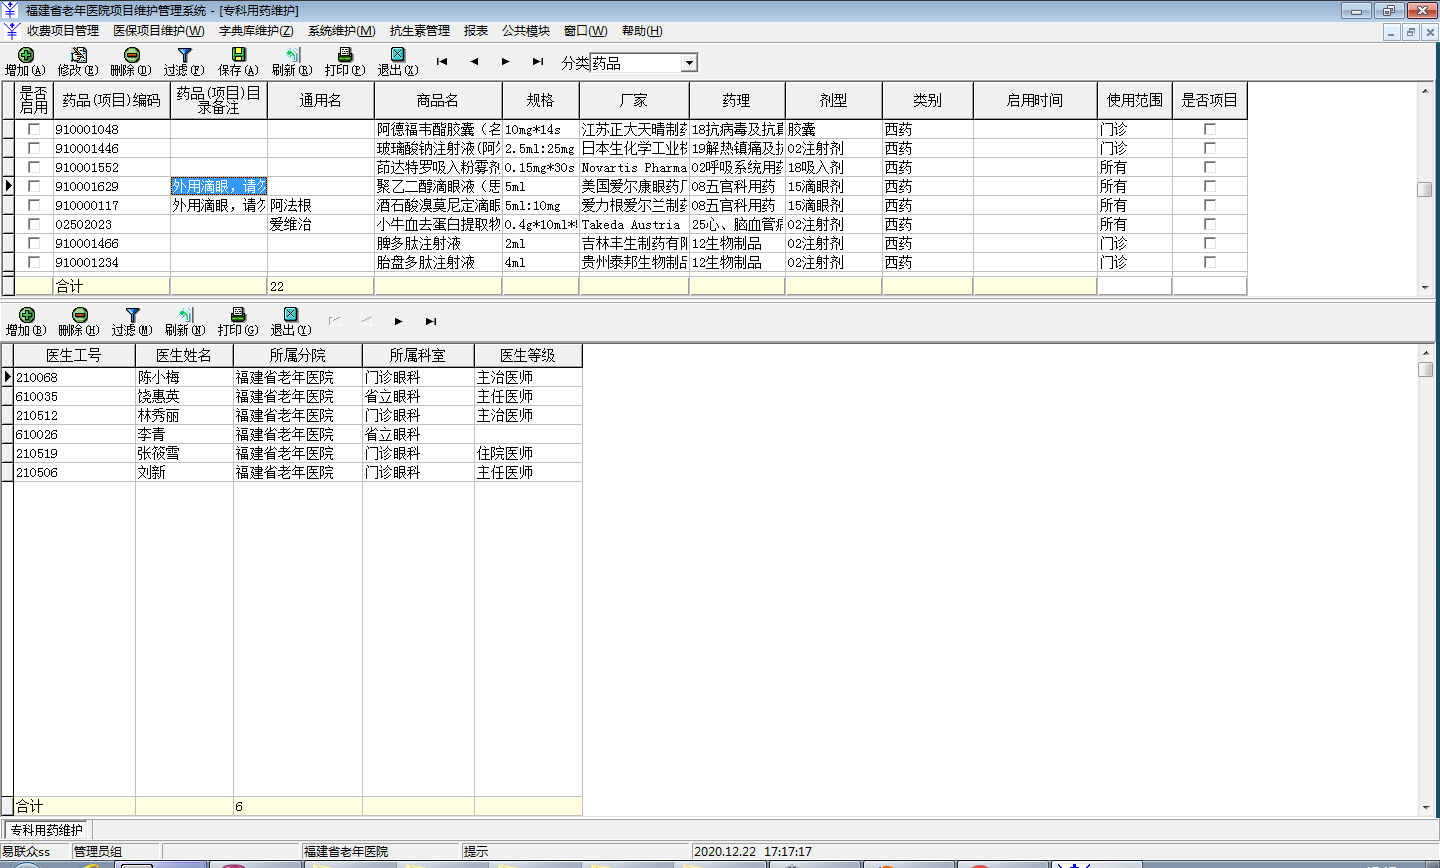 福建省老年医院项目维护管理系统 - [专科用药维护]
收费项目管理 医保项目维护(W) 字典库维护(Z) 系统维护(M) 抗生素管理 报表 公共模块 窗口(W) 帮助(H)
增加(A) 修改(E) 删除(D) 过滤(F) 保存(A) 刷新(R) 打印(P) 退出(X) 分类 药品
是否启用 药品(项目)编码 药品(项目)目录备注 通用名 商品名 规格 厂家 药理 剂型 类别 启用时间 使用范围 是否项目
910001048 阿德福韦酯胶囊（名 10mg*14s 江苏正大天晴制药 18抗病毒及抗真 胶囊 西药 门诊
910001446 玻璃酸钠注射液(阿尔 2.5ml:25mg 日本生化学工业株 19解热镇痛及抗 02注射剂 西药 门诊
910001552 茚达特罗吸入粉雾剂 0.15mg*30s Novartis Pharma 02呼吸系统用药 18吸入剂 西药 所有
910001629 外用滴眼，请勿 聚乙二醇滴眼液（思 5ml 美国爱尔康眼药厂 08五官科用药 15滴眼剂 西药 所有
910000117 外用滴眼，请勿 阿法根 酒石酸溴莫尼定滴眼 5ml:10mg 爱力根爱尔兰制药 08五官科用药 15滴眼剂 西药 所有
02502023 爱维治 小牛血去蛋白提取物 0.4g*10ml* Takeda Austria 25心、脑血管病 02注射剂 西药 所有
910001466 脾多肽注射液 2ml 吉林丰生制药有限 12生物制品 02注射剂 西药 门诊
910001234 胎盘多肽注射液 4ml 贵州泰邦生物制品 12生物制品 02注射剂 西药 门诊
合计 22
增加(B) 刪除(H) 过滤(M) 刷新(N) 打印(G) 退出(Y)
医生工号 医生姓名 所属分院 所属科室 医生等级
210068 陈小梅 福建省老年医院 门诊眼科 主治医师
610035 饶惠英 福建省老年医院 省立眼科 主任医师
210512 林秀丽 福建省老年医院 门诊眼科 主治医师
610026 李青 福建省老年医院 省立眼科
210519 张筱雪 福建省老年医院 门诊眼科 住院医师
210506 刘新 福建省老年医院 门诊眼科 主任医师
合计 6
专科用药维护
易联众ss 管理员组 福建省老年医院 提示 2020.12.22 17:17:17